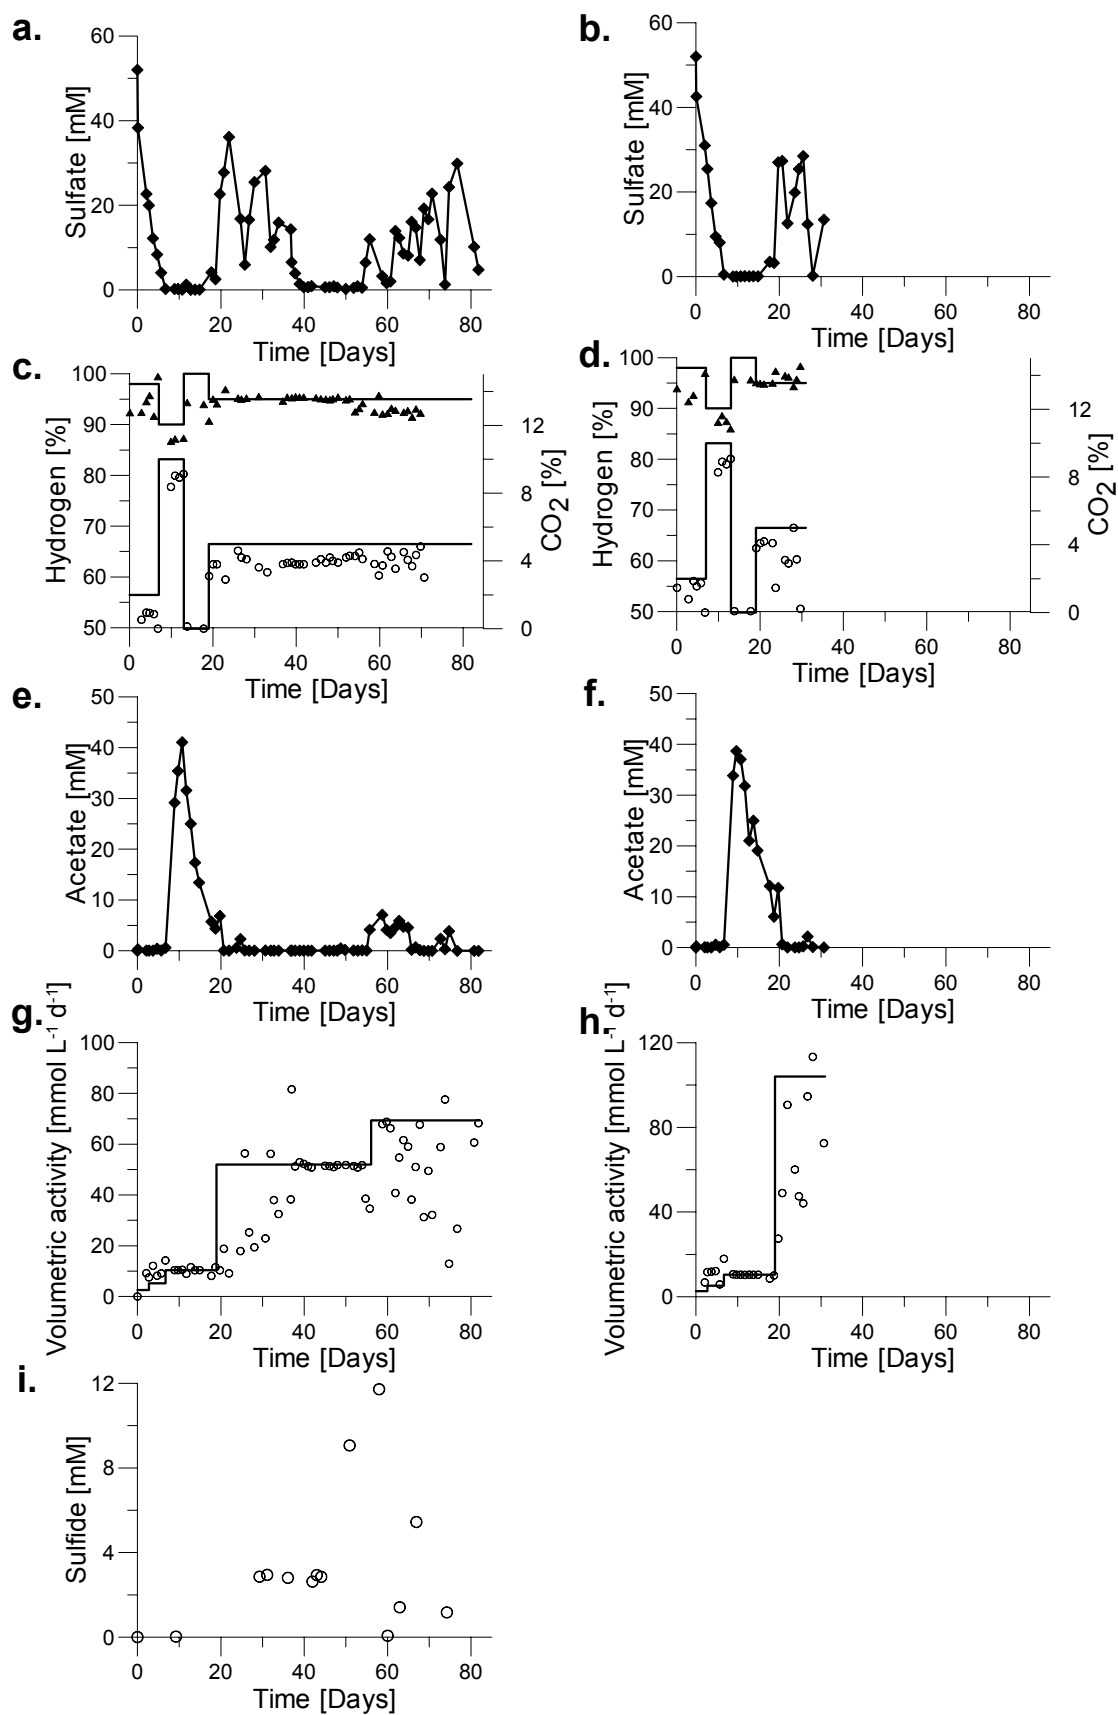 a.
60
40
20
0
Sulfate [mM]
0 20 40 60 80
Time [Days]
b.
60
40
20
0
Sulfate [mM]
0 20 40 60 80
Time [Days]
c.
100
90
80
70
60
50
Hydrogen [%]
12
8
4
0
CO2 [%]
0 20 40 60 80
Time [Days]
d.
100
90
80
70
60
50
Hydrogen [%]
12
8
4
0
CO2 [%]
0 20 40 60 80
Time [Days]
e.
50
40
30
20
10
0
Acetate [mM]
0 20 40 60 80
Time [Days]
f.
50
40
30
20
10
0
Acetate [mM]
0 20 40 60 80
Time [Days]
g.
100
80
60
40
20
0
Volumetric activity [mmol L-1 d-1]
0 20 40 60 80
Time [Days]
h.
120
80
40
0
Volumetric activity [mmol L-1 d-1]
0 20 40 60 80
Time [Days]
i.
12
8
4
0
Sulfide [mM]
0 20 40 60 80
Time [Days]